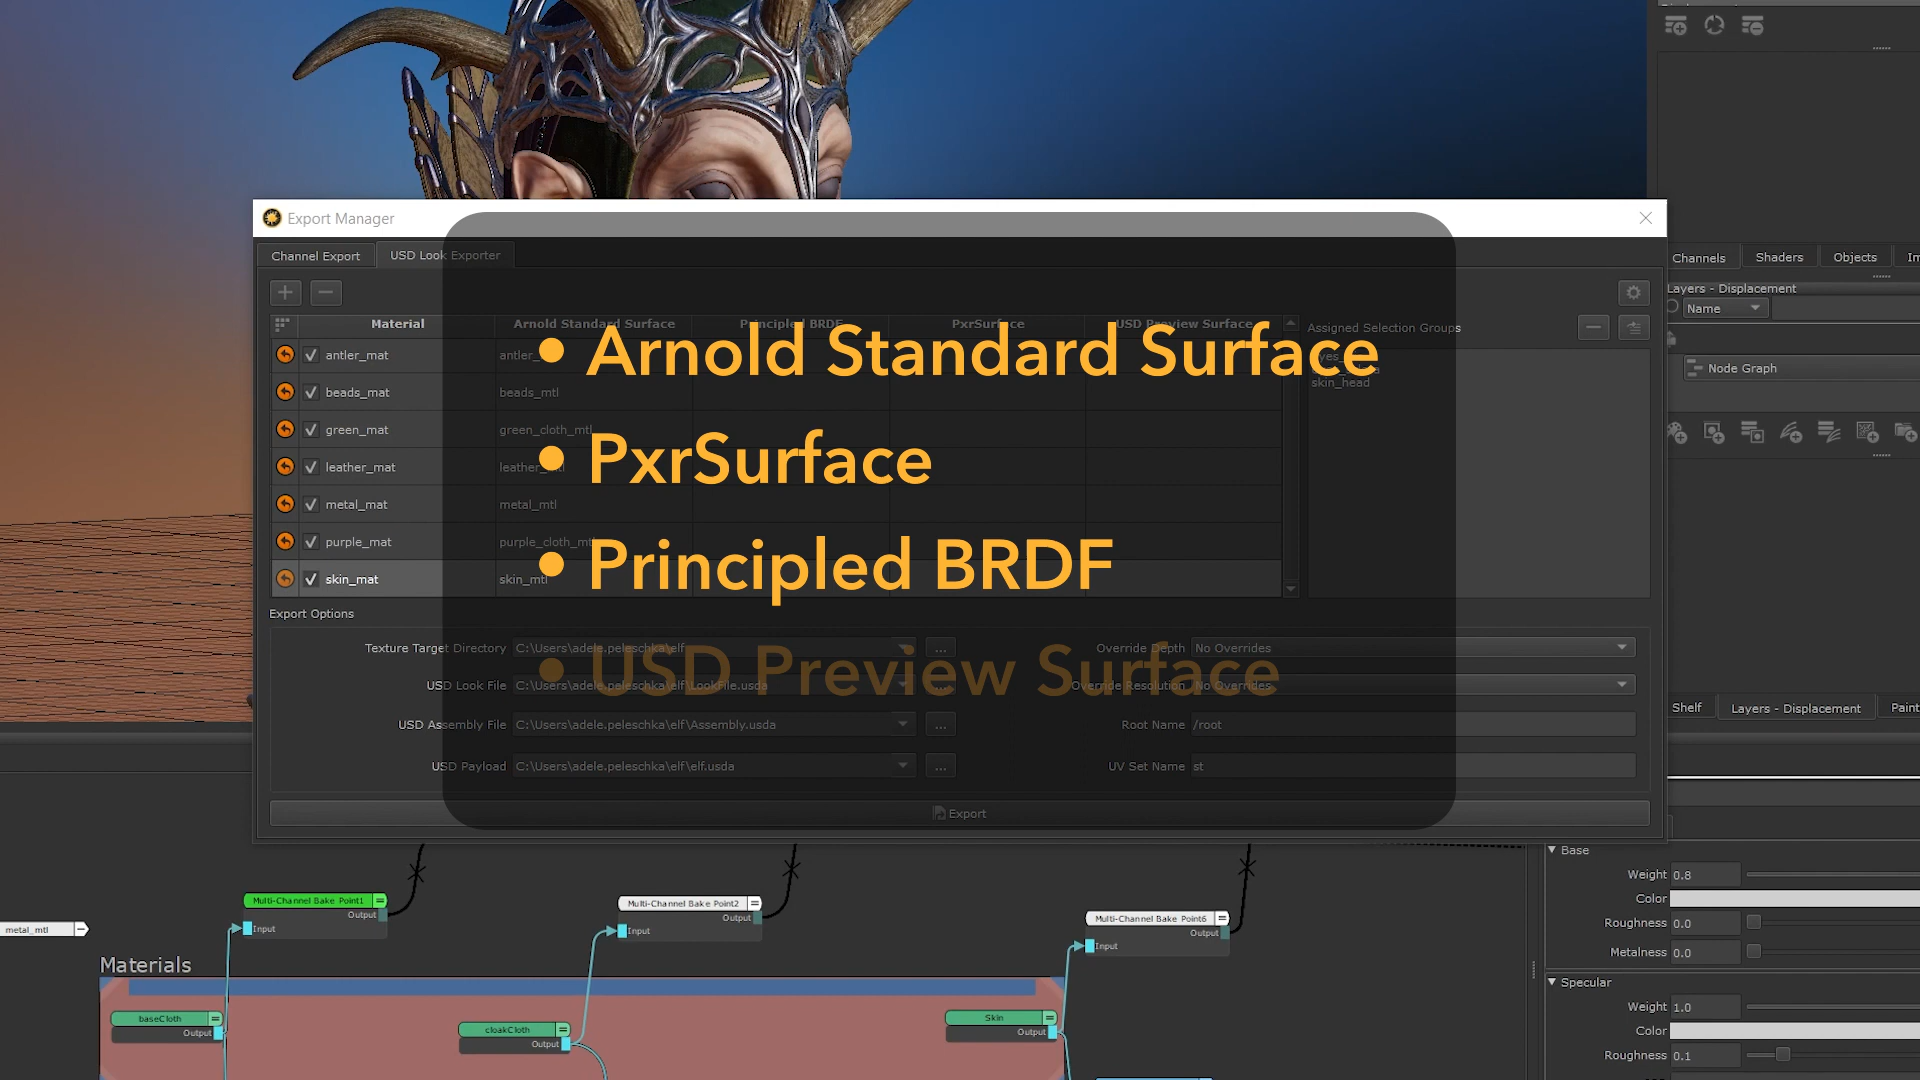 Export Manager
Channel Export
USD Look Exporter
Material
Arnold Standard Surface
Principled BRDF
PxrSurface
USD Preview Surface
Assigned Selection Groups
antler_mat
beads_mat
beads_mtl
skin_head
green_mat
green_cloth_mtl
leather_mat
metal_mat
metal_mtl
purple_mat
skin_mat
skin_mtl
• Arnold Standard Surface
• PxrSurface
• Principled BRDF
• USD Preview Surface
Export Options
Texture Target Directory
C:\Users\adele.peleschka\elf
...
Override Depth
No Overrides
USD Look File
C:\Users\adele.peleschka\elf\LookFile.usda
Override Resolution
No Overrides
USD Assembly File
C:\Users\adele.peleschka\elf\Assembly.usda
...
Root Name
/root
USD Payload
C:\Users\adele.peleschka\elf\elf.usda
...
UV Set Name
st
Export
Channels
Shaders
Objects
Layers - Displacement
Name
Node Graph
Shelf
Layers - Displacement
Paint
Base
Weight 0.8
Color
Roughness 0.0
Metalness 0.0
Specular
Weight 1.0
Color
Roughness 0.1
metal_mtl
Multi-Channel Bake Point1
Output
Input
Multi-Channel Bake Point2
Output
Input
Multi-Channel Bake Point6
Output
Input
Materials
baseCloth
Output
cloakCloth
Output
Skin
Output